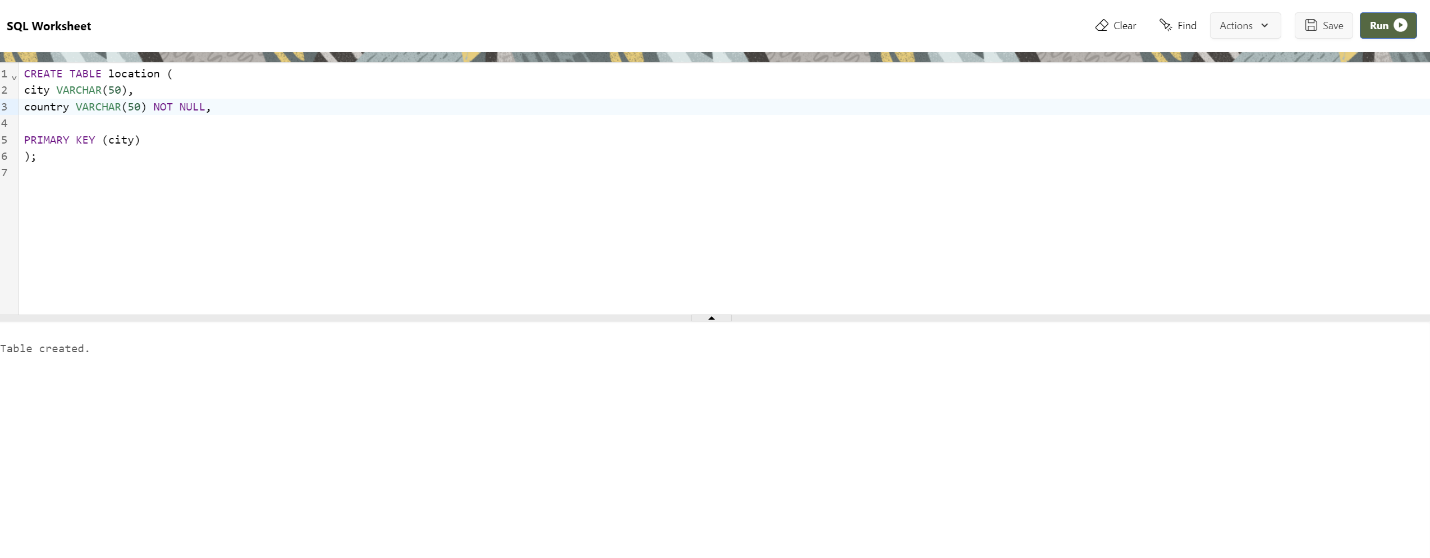 SQL Worksheet
Clear
Find
Actions
Save
Run
1 CREATE TABLE location (
2 city VARCHAR(50),
3 country VARCHAR(50) NOT NULL,
4
5 PRIMARY KEY (city)
6 );
7
Table created.